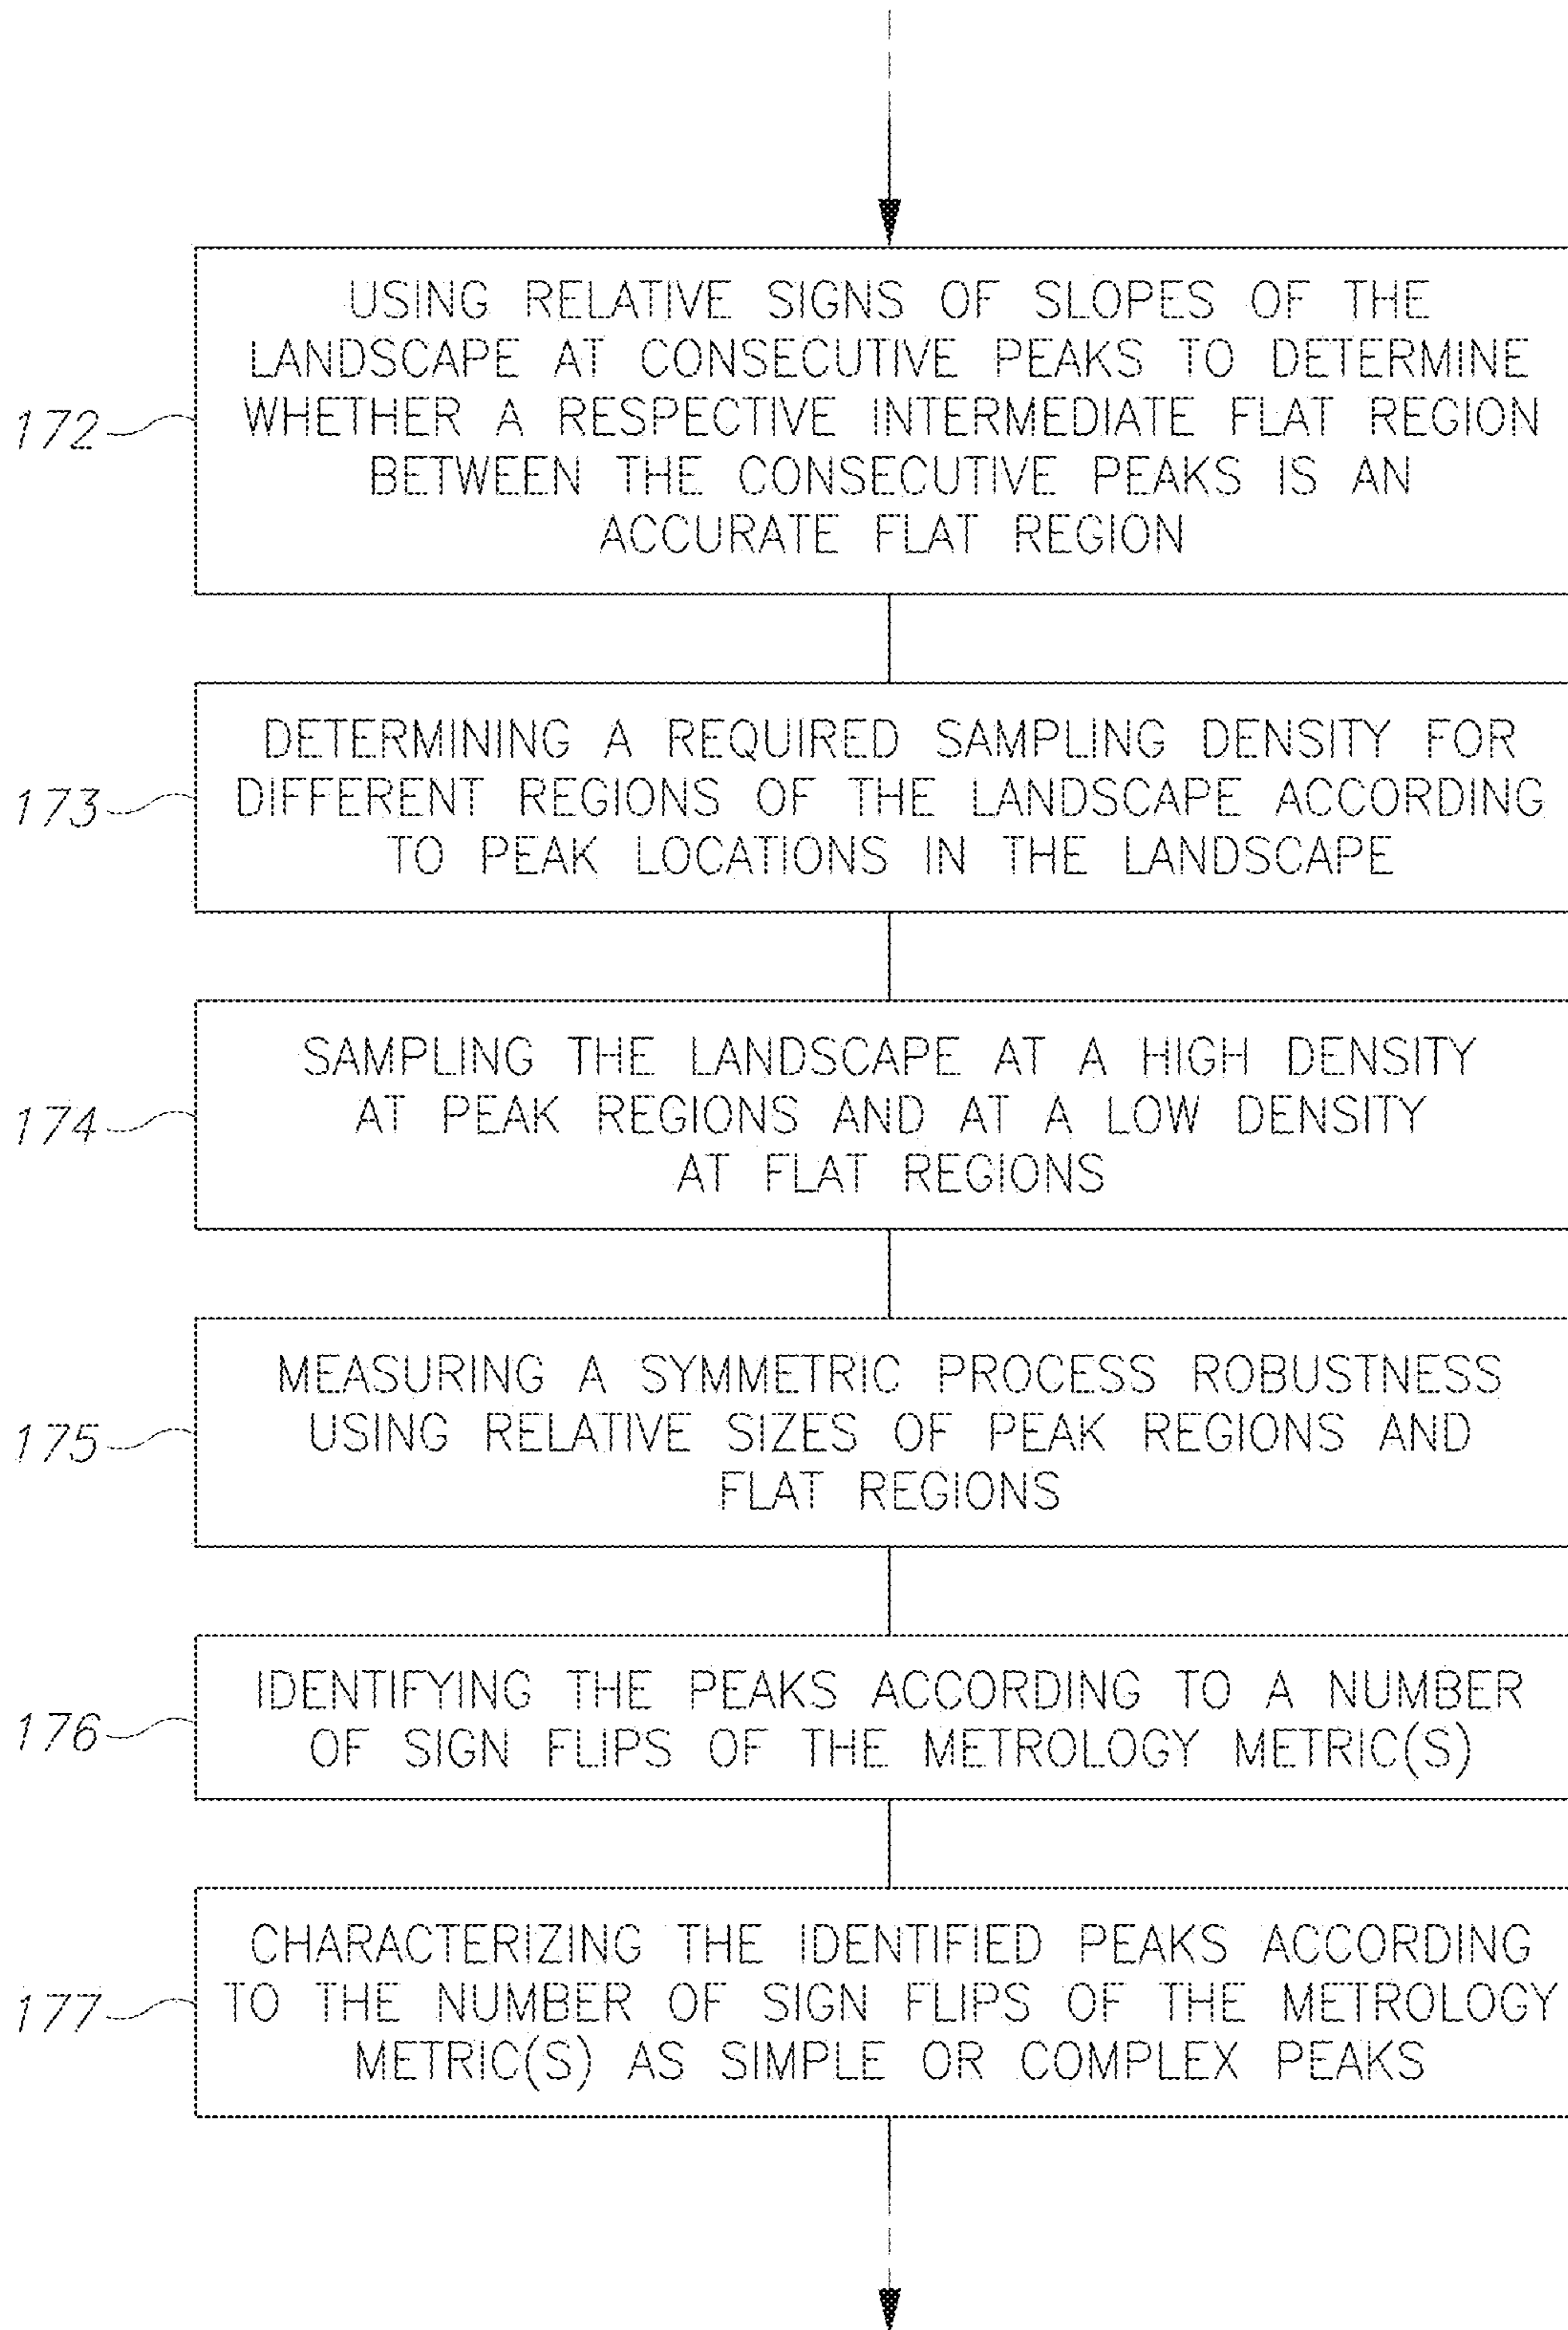 USING RELATIVE SIGNS OF SLOPES OF THE
LANDSCAPE AT CONSECUTIVE PEAKS TO DETERMINE
172 WHETHER A RESPECTIVE INTERMEDIATE FLAT REGION
BETWEEN THE CONSECUTIVE PEAKS IS AN
ACCURATE FLAT REGION
DETERMINING A REQUIRED SAMPLING DENSITY FOR
173 DIFFERENT REGIONS OF THE LANDSCAPE ACCORDING
TO PEAK LOCATIONS IN THE LANDSCAPE
SAMPLING THE LANDSCAPE AT A HIGH DENSITY
174 AT PEAK REGIONS AND AT A LOW DENSITY
AT FLAT REGIONS
MEASURING A SYMMETRIC PROCESS ROBUSTNESS
175 USING RELATIVE SIZES OF PEAK REGIONS AND
FLAT REGIONS
IDENTIFYING THE PEAKS ACCORDING TO A NUMBER
176 OF SIGN FLIPS OF THE METROLOGY METRIC(S)
CHARACTERIZING THE IDENTIFIED PEAKS ACCORDING
177 TO THE NUMBER OF SIGN FLIPS OF THE METROLOGY
METRIC(S) AS SIMPLE OR COMPLEX PEAKS